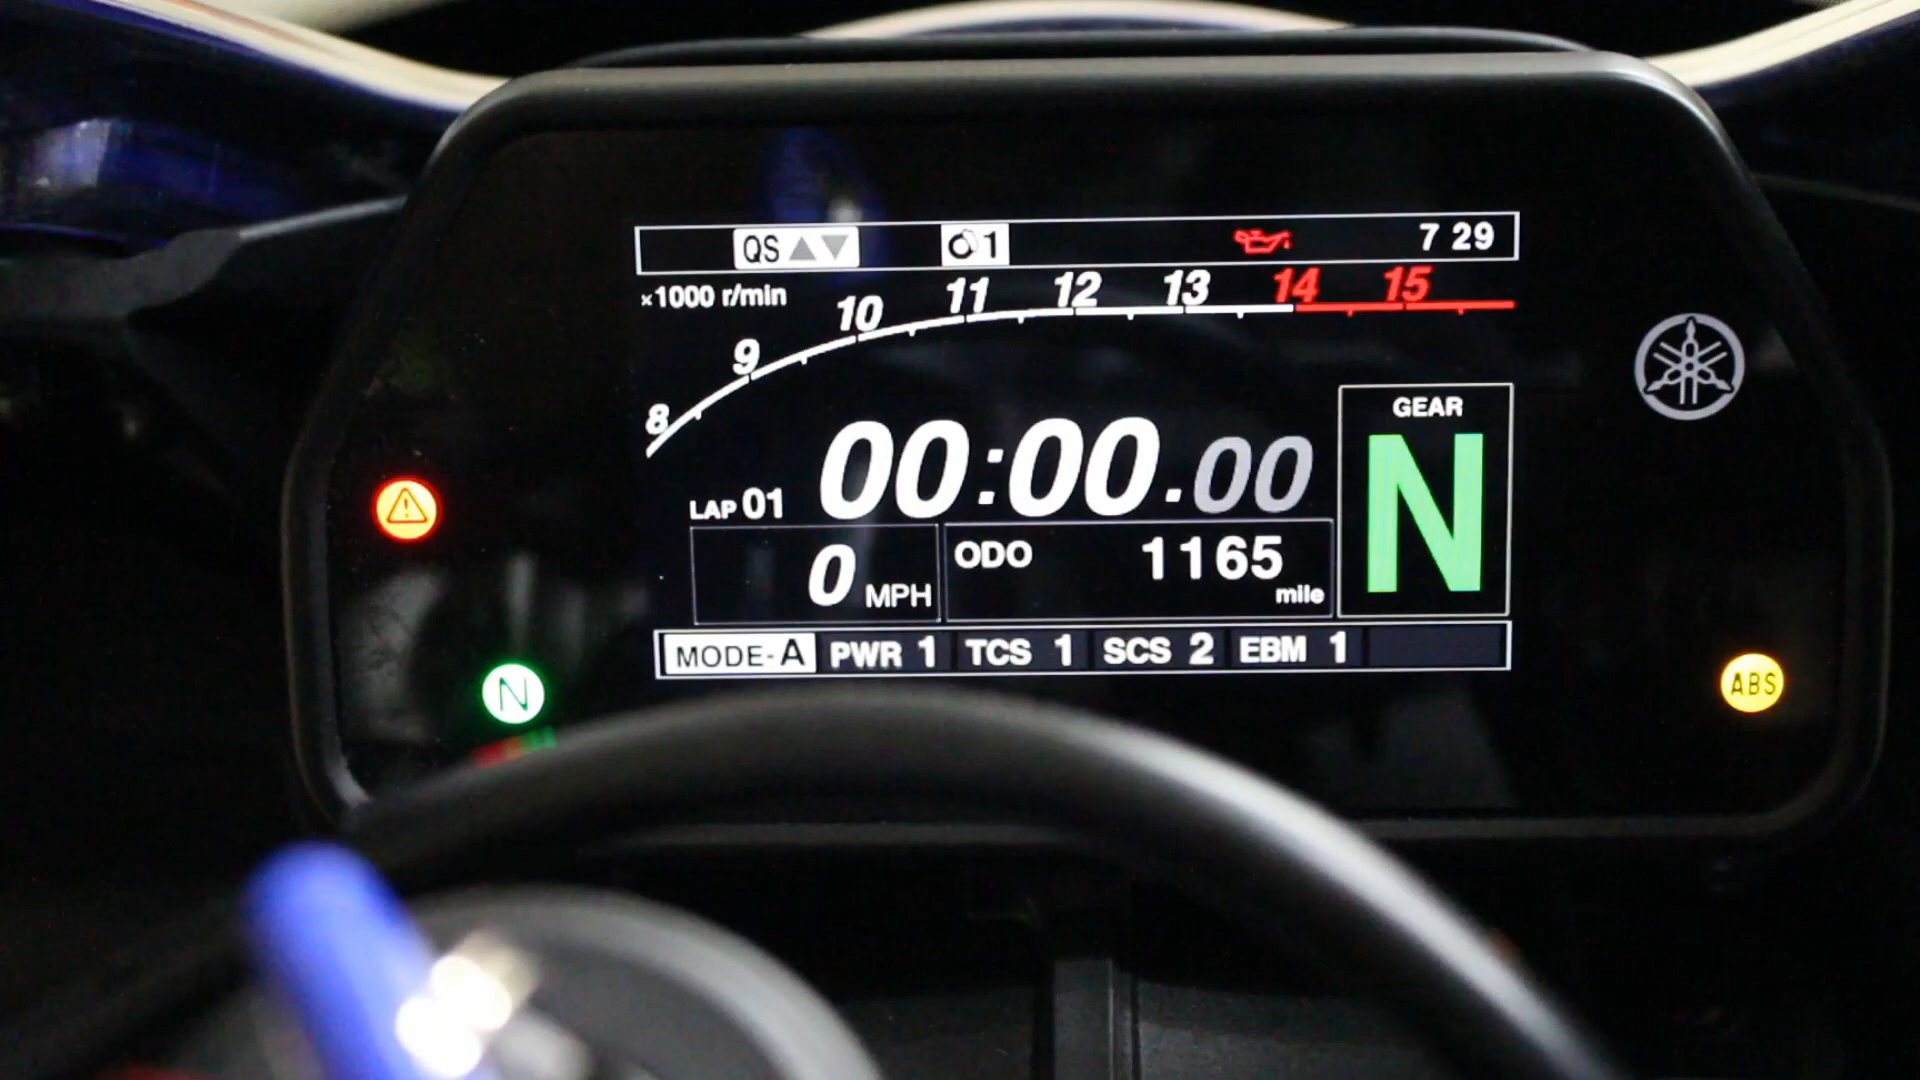 QS 1 7 29
×1000 r/min
8 9 10 11 12 13 14 15
GEAR
N
LAP 01 00:00.00
0 MPH
ODO 1165 mile
MODE-A PWR 1 TCS 1 SCS 2 EBM 1
N
ABS